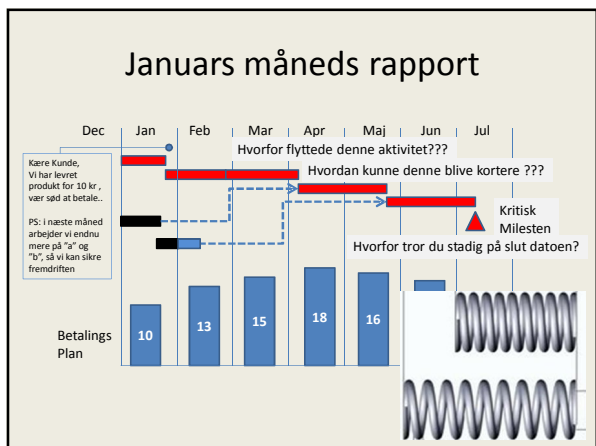 Januars måneds rapport
Dec Jan Feb Mar Apr Maj Jun Jul
Hvorfor flyttede denne aktivitet???
Kære Kunde,
Vi har levret
produkt for 10 kr ,
vær sød at betale..
PS: i næste måned
arbejder vi endnu
mere på "a" og
"b", så vi kan sikre
fremdriften
Hvordan kunne denne blive kortere ???
Kritisk
Milesten
Hvorfor tror du stadig på slut datoen?
Betalings
Plan
10
13
15
18
16